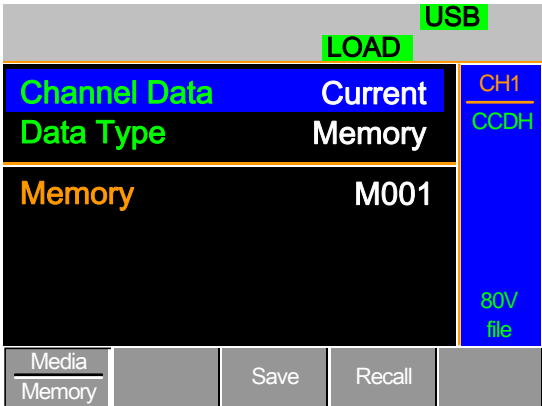 USB
LOAD
Channel Data Current
Data Type Memory
Memory M001
CH1
CCDH
80V
file
Media
Memory
Save
Recall